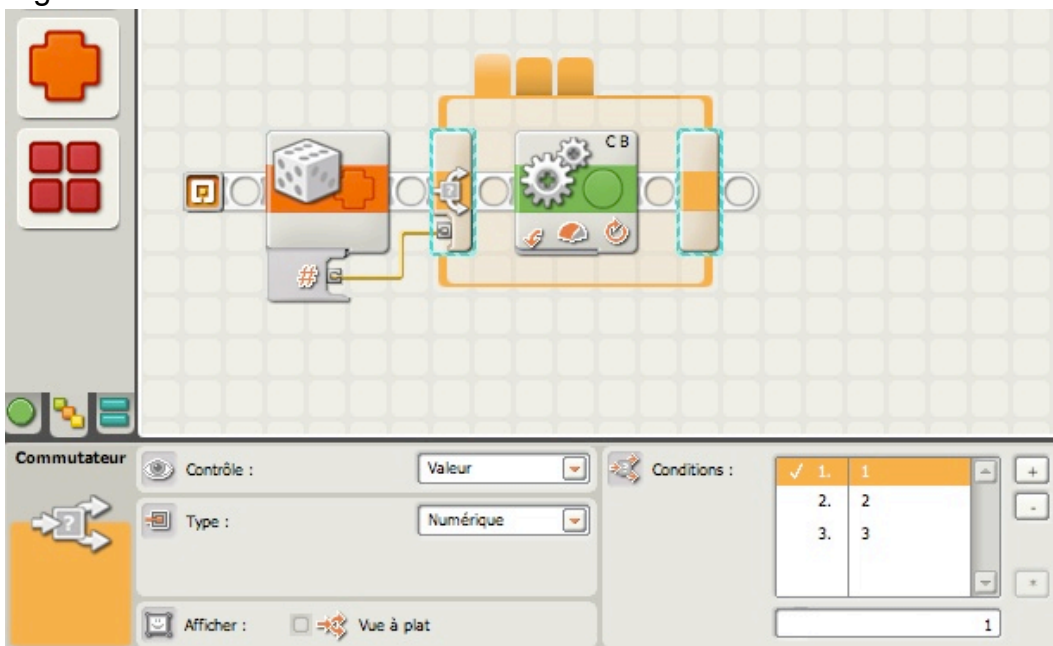 C B
#
Commutateur
Contrôle :
Valeur
Conditions :
1. 1
2. 2
3. 3
+
-
*
Type :
Numérique
Afficher :
Vue à plat
1